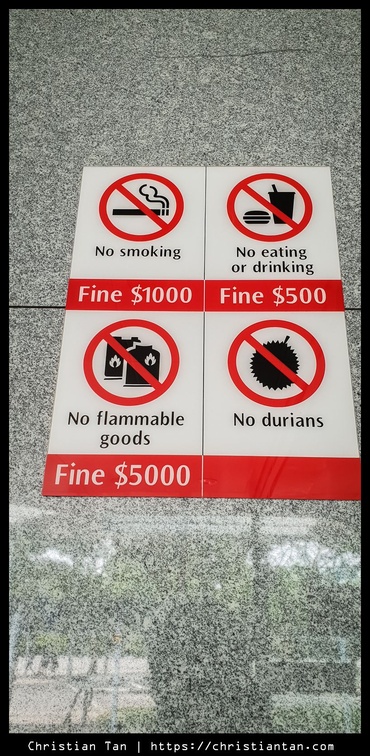 No smoking
Fine $1000
No eating
or drinking
Fine $500
No flammable
goods
Fine $5000
No durians
Christian Tan | https://christiantan.com